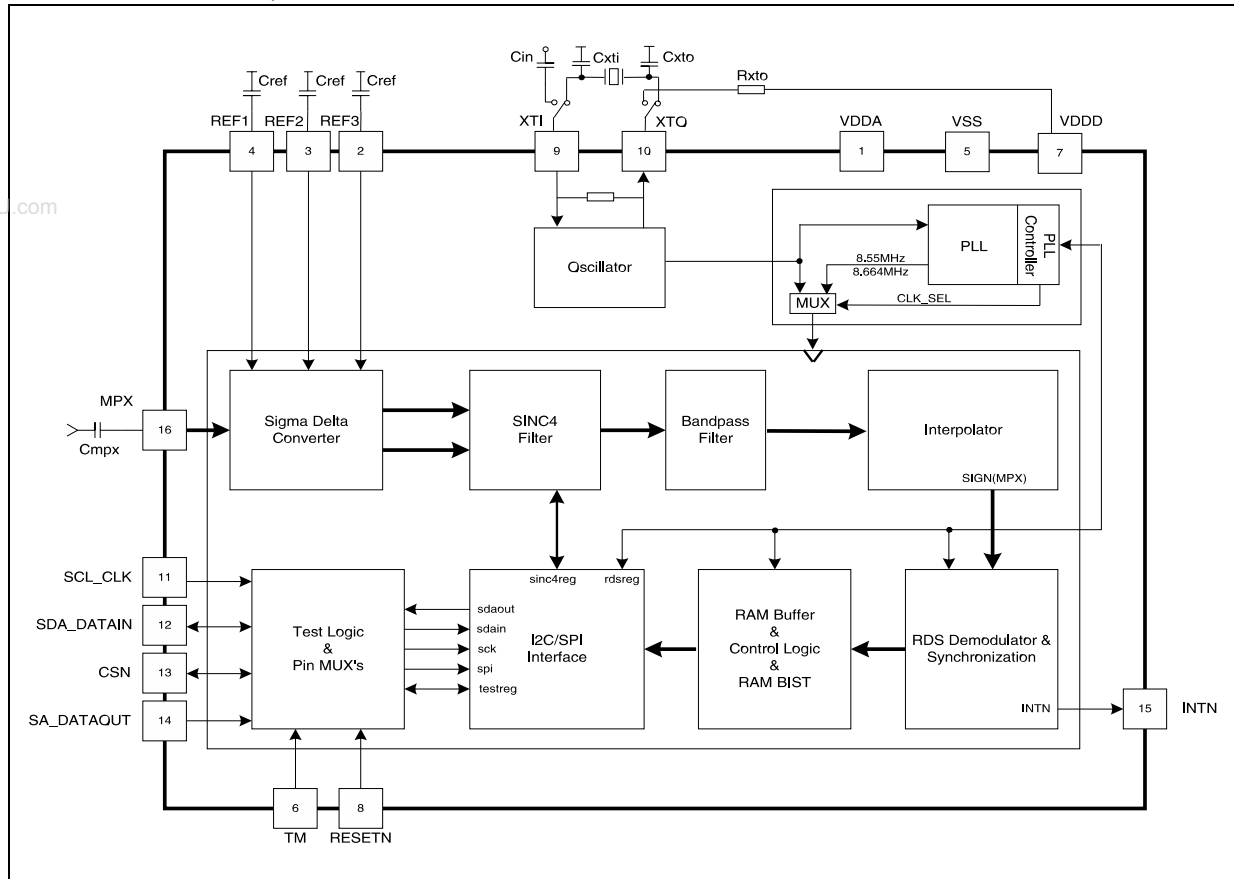 Cin
Cxti
Cxto
Cref
Cref
Cref
Rxto
REF1
REF2
REF3
XTI
XTO
VDDA
VSS
VDDD
4
3
2
9
10
1
5
7
J.com
Oscillator
PLL
PLL Controller
8.55MHz
8.664MHz
MUX
CLK_SEL
MPX
16
Cmpx
Sigma Delta
Converter
SINC4
Filter
Bandpass
Filter
Interpolator
SIGN(MPX)
SCL_CLK
11
SDA_DATAIN
12
CSN
13
SA_DATAOUT
14
Test Logic
&
Pin MUX's
sinc4reg
rdsreg
sdaout
sdain
sck
spi
testreg
I2C/SPI
Interface
RAM Buffer
&
Control Logic
&
RAM BIST
RDS Demodulator &
Synchronization
INTN
15
INTN
6
8
TM
RESETN